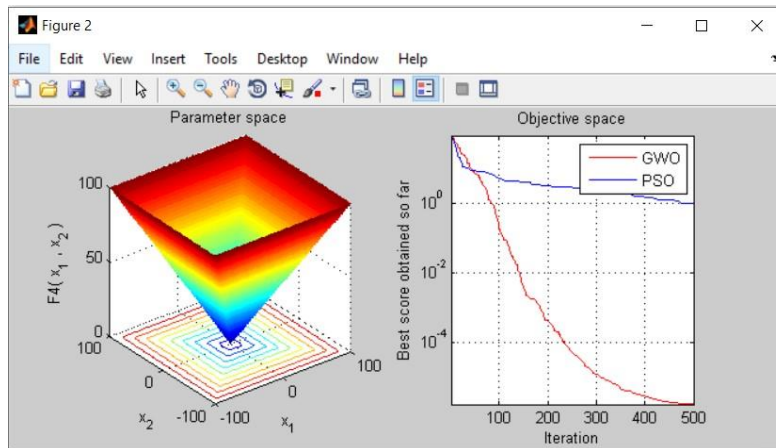 Figure 2
File Edit View Insert Tools Desktop Window Help
Parameter space
100
50
0
F4( x1 , x2 )
100
0
-100
x2
-100
0
100
x1
Objective space
GWO
PSO
10^0
10^-2
10^-4
Best score obtained so far
100 200 300 400 500
Iteration